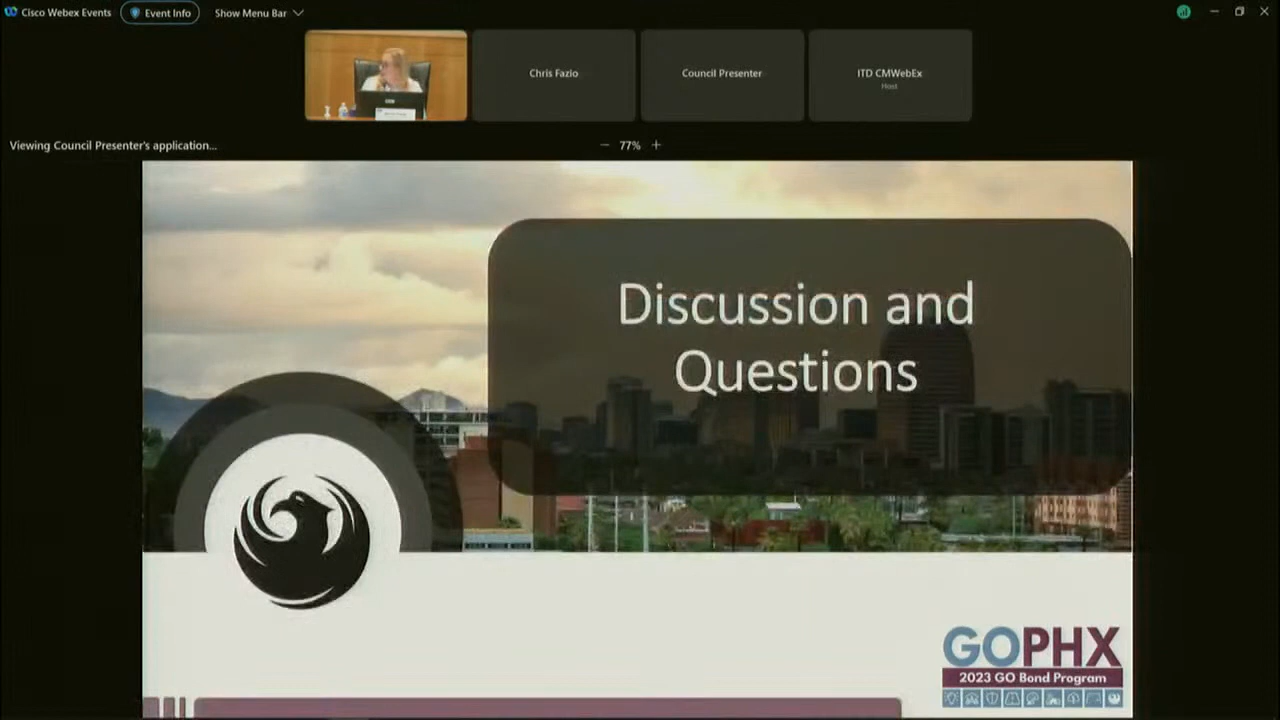 Cisco Webex Events
Event Info
Show Menu Bar
Chris Fazio
Council Presenter
ITD CMWebEx
Host
Viewing Council Presenter's application...
77%
Discussion and
Questions
GOPHX
2023 GO Bond Program